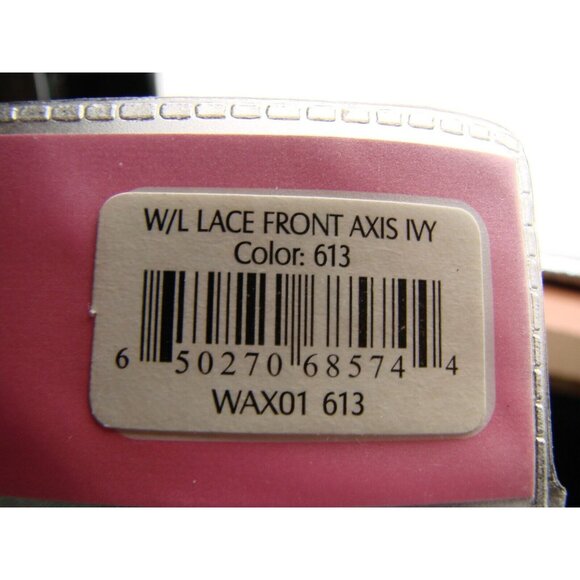 W/L LACE FRONT AXIS IVY
Color: 613
6 50270 68574 4
WAX01 613